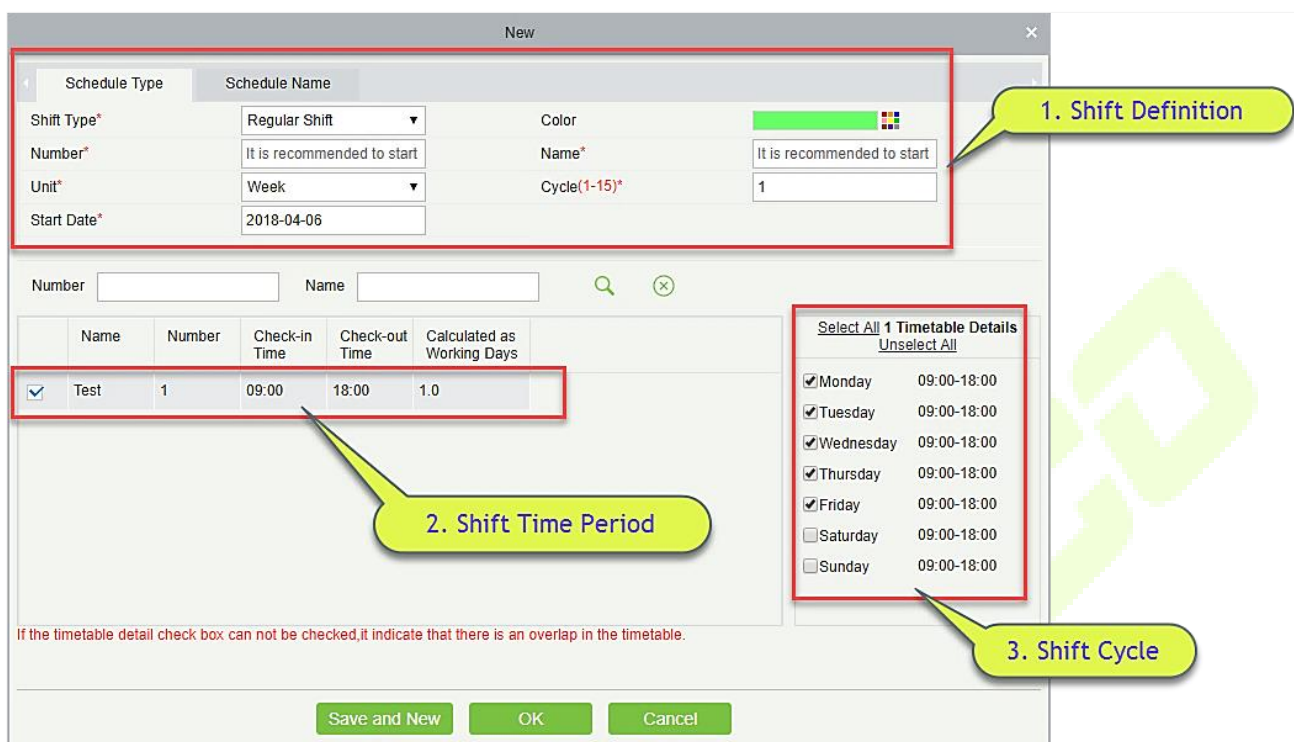 New
Schedule Type Schedule Name
Shift Type* Regular Shift Color
Number* It is recommended to start Name* It is recommended to start
Unit* Week Cycle(1-15)* 1
Start Date* 2018-04-06
1. Shift Definition
Number Name
Name Number Check-in Time Check-out Time Calculated as Working Days
Test 1 09:00 18:00 1.0
2. Shift Time Period
Select All 1 Timetable Details
Unselect All
Monday 09:00-18:00
Tuesday 09:00-18:00
Wednesday 09:00-18:00
Thursday 09:00-18:00
Friday 09:00-18:00
Saturday 09:00-18:00
Sunday 09:00-18:00
3. Shift Cycle
If the timetable detail check box can not be checked,it indicate that there is an overlap in the timetable.
Save and New OK Cancel